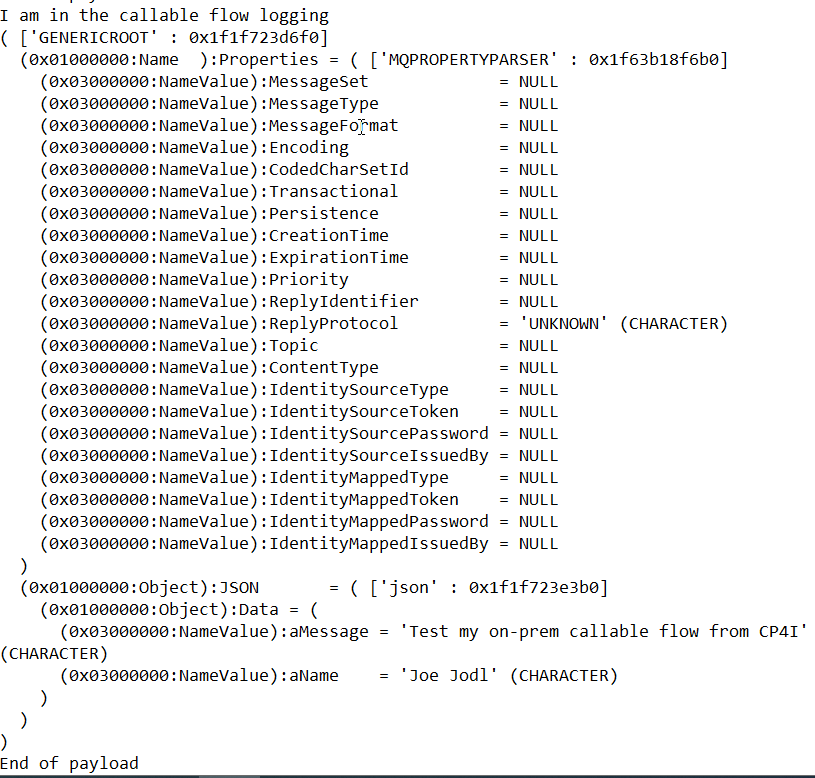 I am in the callable flow logging
( ['GENERICROOT' : 0x1f1f723d6f0]
  (0x01000000:Name  ):Properties = ( ['MQPROPERTYPARSER' : 0x1f63b18f6b0]
    (0x03000000:NameValue):MessageSet             = NULL
    (0x03000000:NameValue):MessageType            = NULL
    (0x03000000:NameValue):MessageFormat          = NULL
    (0x03000000:NameValue):Encoding               = NULL
    (0x03000000:NameValue):CodedCharSetId         = NULL
    (0x03000000:NameValue):Transactional          = NULL
    (0x03000000:NameValue):Persistence            = NULL
    (0x03000000:NameValue):CreationTime           = NULL
    (0x03000000:NameValue):ExpirationTime         = NULL
    (0x03000000:NameValue):Priority               = NULL
    (0x03000000:NameValue):ReplyIdentifier        = NULL
    (0x03000000:NameValue):ReplyProtocol          = 'UNKNOWN' (CHARACTER)
    (0x03000000:NameValue):Topic                  = NULL
    (0x03000000:NameValue):ContentType            = NULL
    (0x03000000:NameValue):IdentitySourceType     = NULL
    (0x03000000:NameValue):IdentitySourceToken    = NULL
    (0x03000000:NameValue):IdentitySourcePassword = NULL
    (0x03000000:NameValue):IdentitySourceIssuedBy = NULL
    (0x03000000:NameValue):IdentityMappedType     = NULL
    (0x03000000:NameValue):IdentityMappedToken    = NULL
    (0x03000000:NameValue):IdentityMappedPassword = NULL
    (0x03000000:NameValue):IdentityMappedIssuedBy = NULL
  )
  (0x01000000:Object):JSON       = ( ['json' : 0x1f1f723e3b0]
    (0x01000000:Object):Data = (
      (0x03000000:NameValue):aMessage = 'Test my on-prem callable flow from CP4I'
(CHARACTER)
      (0x03000000:NameValue):aName    = 'Joe Jodl' (CHARACTER)
    )
  )
)
End of payload